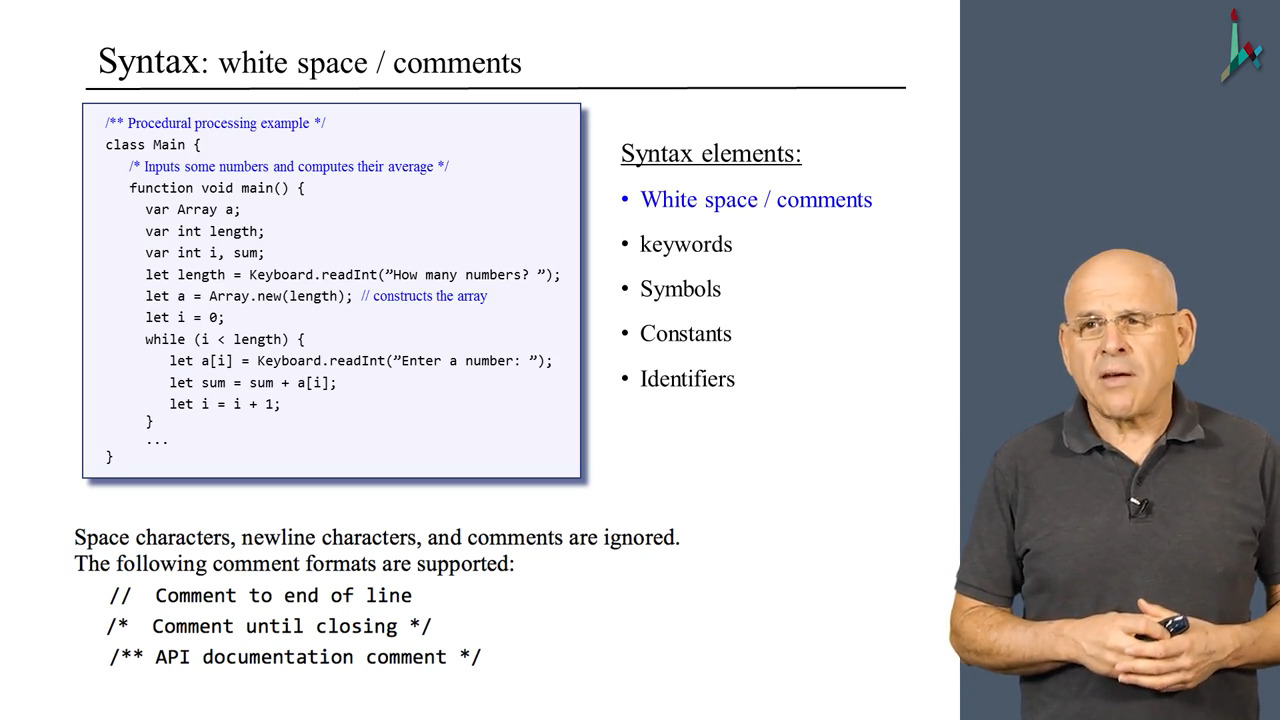 Syntax: white space / comments
/** Procedural processing example */
class Main {
/* Inputs some numbers and computes their average */
function void main() {
var Array a;
var int length;
var int i, sum;
let length = Keyboard.readInt(”How many numbers? ”);
let a = Array.new(length); // constructs the array
let i = 0;
while (i < length) {
let a[i] = Keyboard.readInt(”Enter a number: ”);
let sum = sum + a[i];
let i = i + 1;
}
...
}
Syntax elements:
• White space / comments
• keywords
• Symbols
• Constants
• Identifiers
Space characters, newline characters, and comments are ignored.
The following comment formats are supported:
// Comment to end of line
/* Comment until closing */
/** API documentation comment */